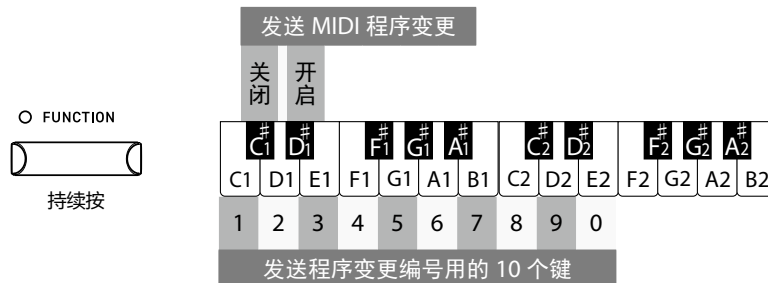 发送 MIDI 程序变更
关闭
开启
FUNCTION
持续按
C♯1 D♯1 F♯1 G♯1 A♯1 C♯2 D♯2 F♯2 G♯2 A♯2
C1 D1 E1 F1 G1 A1 B1 C2 D2 E2 F2 G2 A2 B2
1 2 3 4 5 6 7 8 9 0
发送程序变更编号用的 10 个键